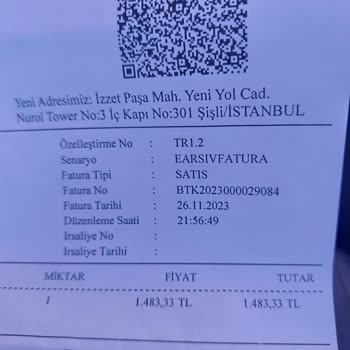 Yeni Adresimiz: İzzet Paşa Mah. Yeni Yol Cad.
Nurol Tower No:3 İç Kapı No:301 Şişli/İSTANBUL
Özelleştirme No : TR1.2
Senaryo : EARSIVFATURA
Fatura Tipi : SATIS
Fatura No : BTK2023000029084
Fatura Tarihi : 26.11.2023
Düzenleme Saati : 21:56:49
İrsaliye No :
İrsaliye Tarihi :
MİKTAR FİYAT TUTAR
1 1.483,33 TL 1.483,33 TL